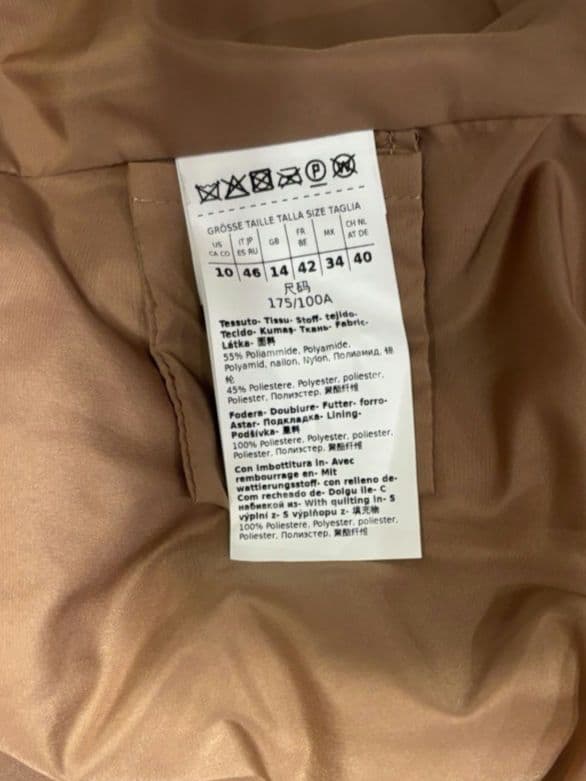 P W
GRÖSSE TAILLE TALLA SIZE TAGLIA
US CA CO IT JP ES RU GB FR BE MX CH NL AT DE
10 46 14 42 34 40
尺码
175/100A
Tessuto- Tissu- Stoff- tejido-
Tecido- Kumaş- Ткань- Fabric-
Látka- 面料
55% Poliammide, Polyamide,
Polyamid, nailon, Nylon, Полиамид, 锦
纶
45% Poliestere, Polyester, poliester,
Poliester, Полиэстер, 聚酯纤维
Fodera- Doublure- Futter- forro-
Astar- Подкладка- Lining-
Podšívka- 里料
100% Poliestere, Polyester, poliester,
Poliester, Полиэстер, 聚酯纤维
Con imbottitura in- Avec
rembourrage en- Mit
wattierungsstoff- con relleno de-
Com recheado de- Dolgu ile- С
набивкой из- With quilting in- S
výplní z- S výplňopu z- 填充物
100% Poliestere, Polyester, poliester,
Poliester, Полиэстер, 聚酯纤维